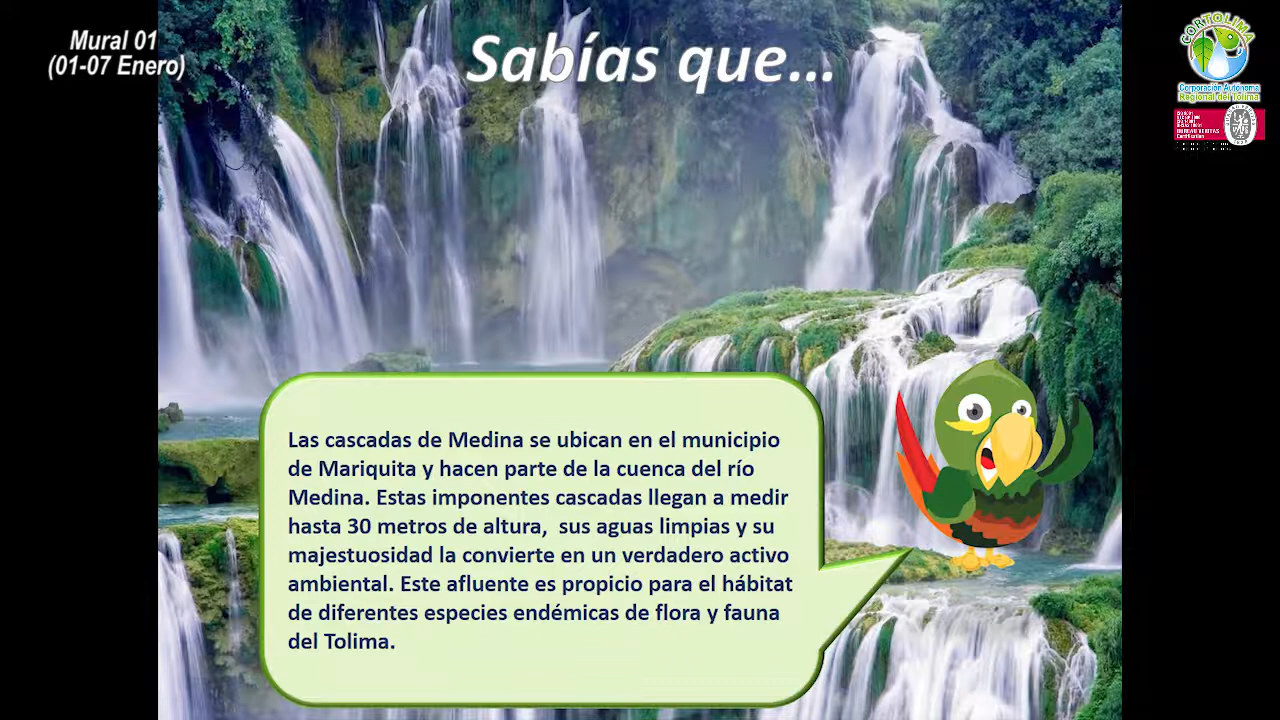 Mural 01
(01-07 Enero)
Sabías que...
CORTOLIMA
Corporación Autónoma
Regional del Tolima
BUREAU VERITAS
Certification
Las cascadas de Medina se ubican en el municipio
de Mariquita y hacen parte de la cuenca del río
Medina. Estas imponentes cascadas llegan a medir
hasta 30 metros de altura,  sus aguas limpias y su
majestuosidad la convierte en un verdadero activo
ambiental. Este afluente es propicio para el hábitat
de diferentes especies endémicas de flora y fauna
del Tolima.